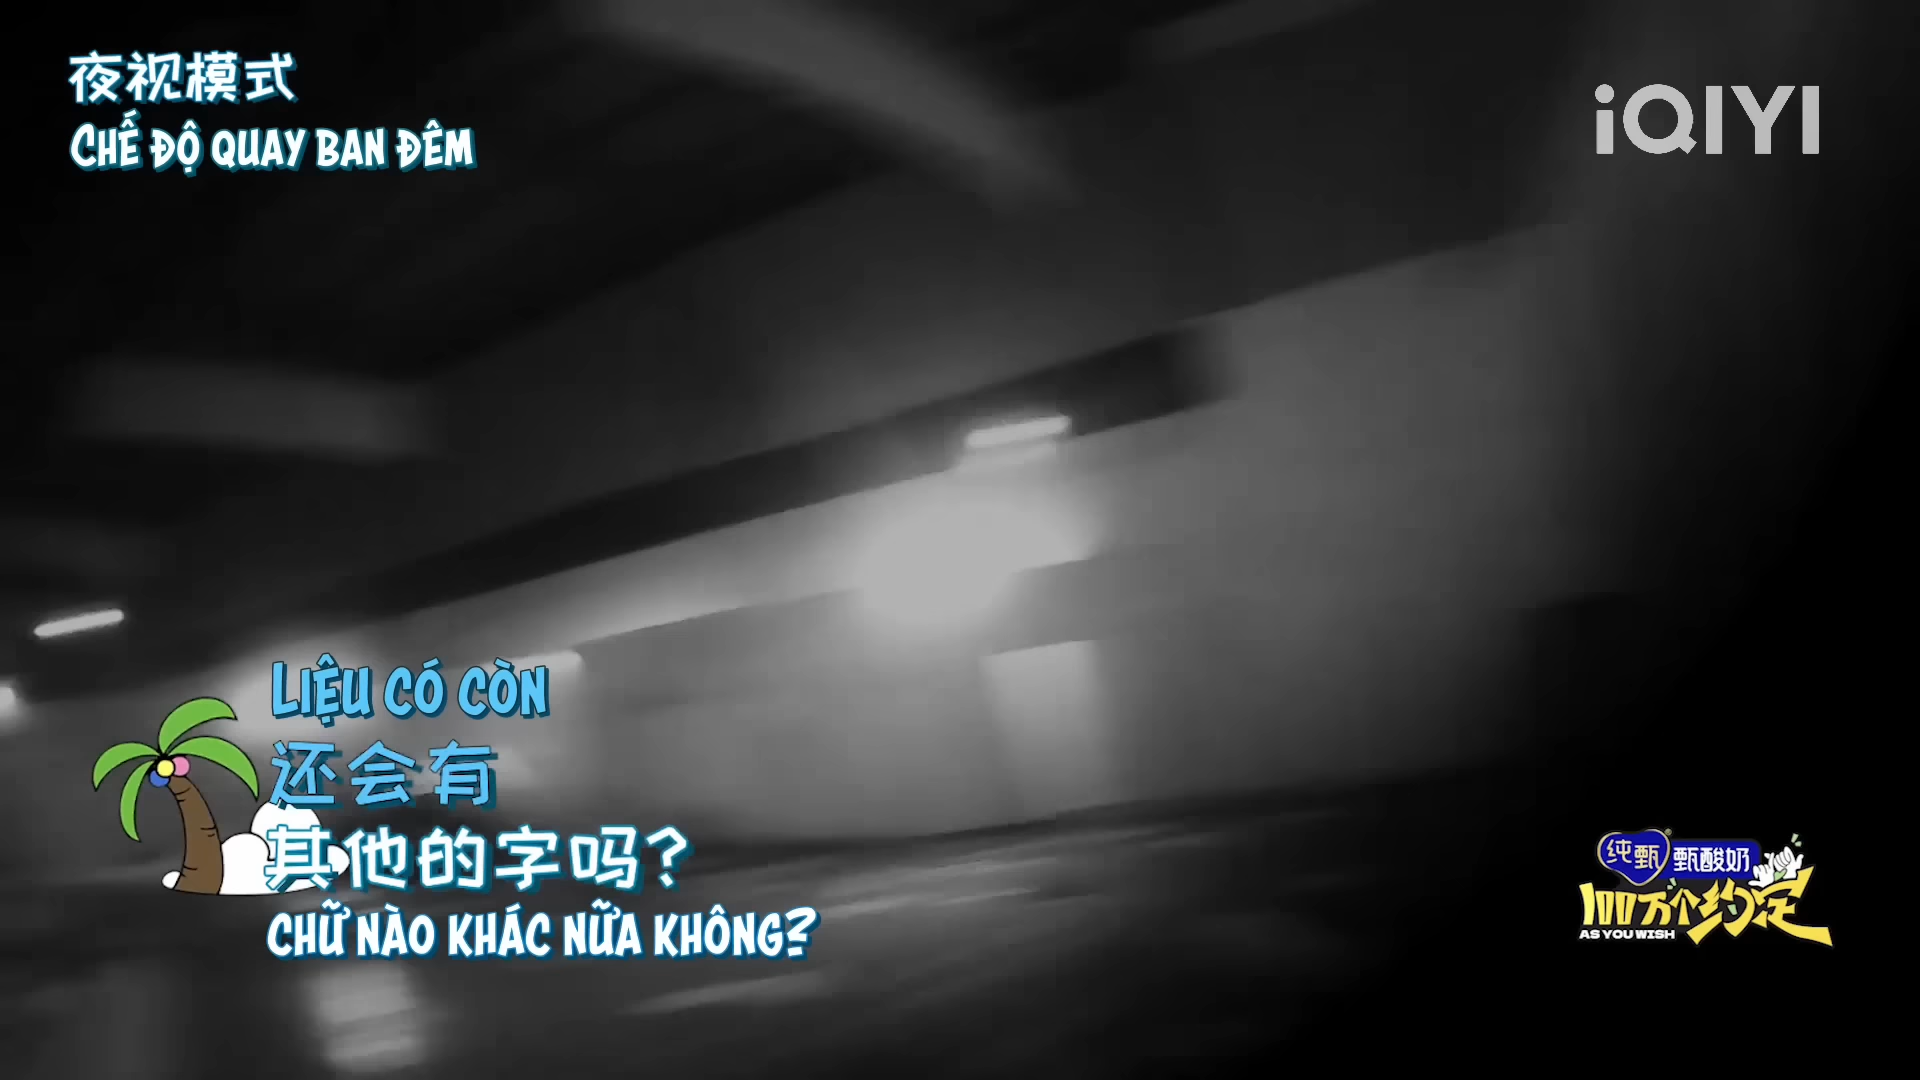 夜视模式
CHẾ ĐỘ QUAY BAN ĐÊM
iQIYI
LIỆU CÓ CÒN
还会有
其他的字吗?
CHỮ NÀO KHÁC NỮA KHÔNG?
纯甄 甄酸奶
100万个约定
AS YOU WISH